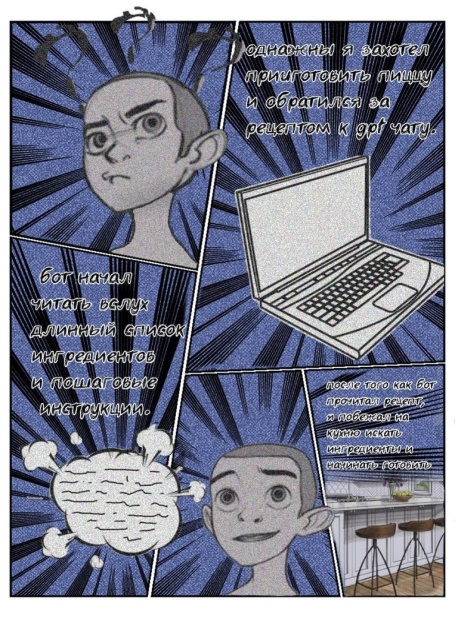 однажны я захотел
приготовить пиццу
и обратился за
рецептом к gpt чату.
бот начал
читать вслух
длинный список
ингредиентов
и пошаговые
инструкции.
после того как бот
прочитал рецепт,
я побежал на
кухню искать
ингредиенты и
начинать готовить